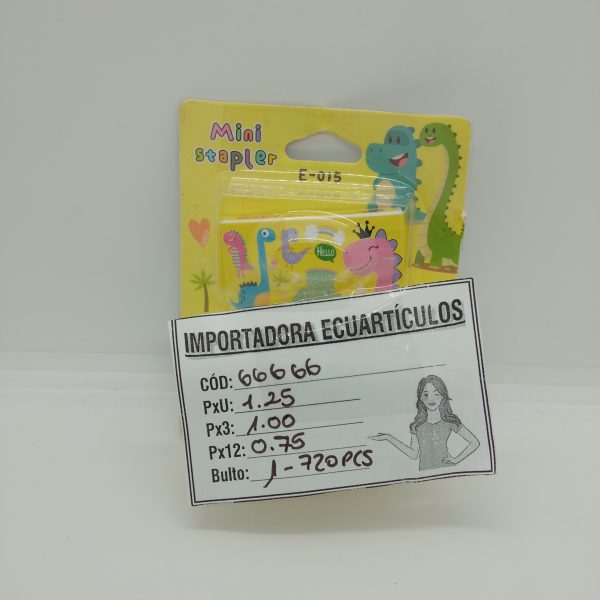 Mini
stapler
E-015
HELLO
IMPORTADORA ECUARTÍCULOS
CÓD: 66666
PxU: 1.25
Px3: 1.00
Px12: 0.75
Bulto: 1-720PCS